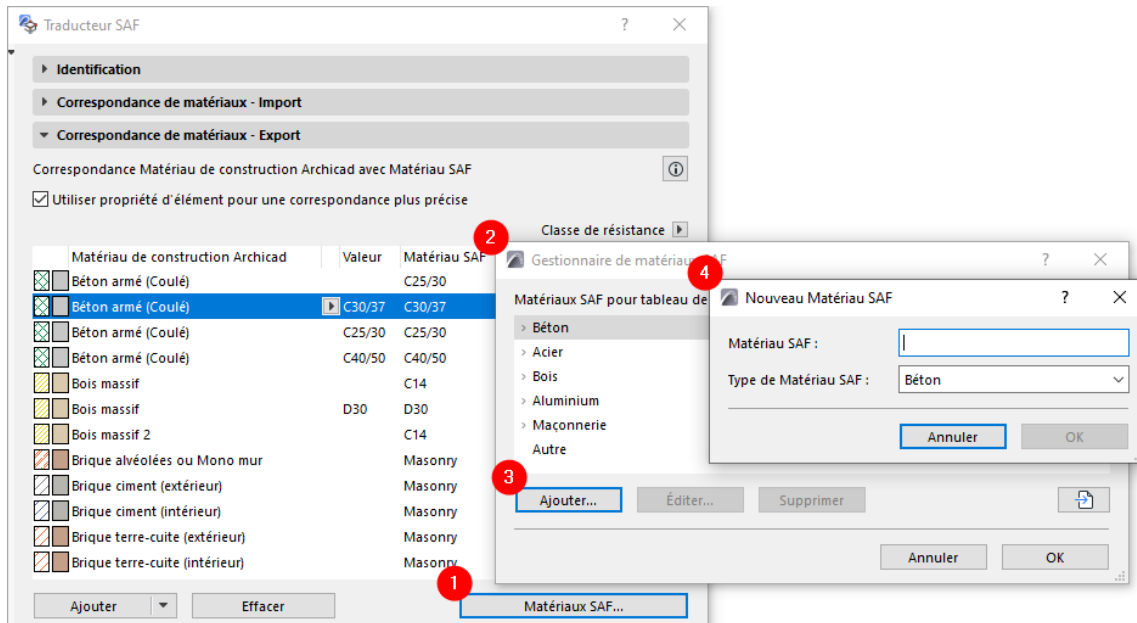 Traducteur SAF
Identification
Correspondance de matériaux - Import
Correspondance de matériaux - Export
Correspondance Matériau de construction Archicad avec Matériau SAF
Utiliser propriété d'élément pour une correspondance plus précise
Classe de résistance
Matériau de construction Archicad Valeur Matériau SAF
Béton armé (Coulé) C25/30
Béton armé (Coulé) C30/37 C30/37
Béton armé (Coulé) C25/30 C25/30
Béton armé (Coulé) C40/50 C40/50
Bois massif C14
Bois massif D30 D30
Bois massif 2 C14
Brique alvéolées ou Mono mur Masonry
Brique ciment (extérieur) Masonry
Brique ciment (intérieur) Masonry
Brique terre-cuite (extérieur) Masonry
Brique terre-cuite (intérieur) Masonry
1
Ajouter Effacer Matériaux SAF...
2
Gestionnaire de matériaux SAF
Matériaux SAF pour tableau de
Béton
Acier
Bois
Aluminium
Maçonnerie
Autre
3
Ajouter... Éditer... Supprimer
Annuler OK
4
Nouveau Matériau SAF
Matériau SAF :
Type de Matériau SAF : Béton
Annuler OK